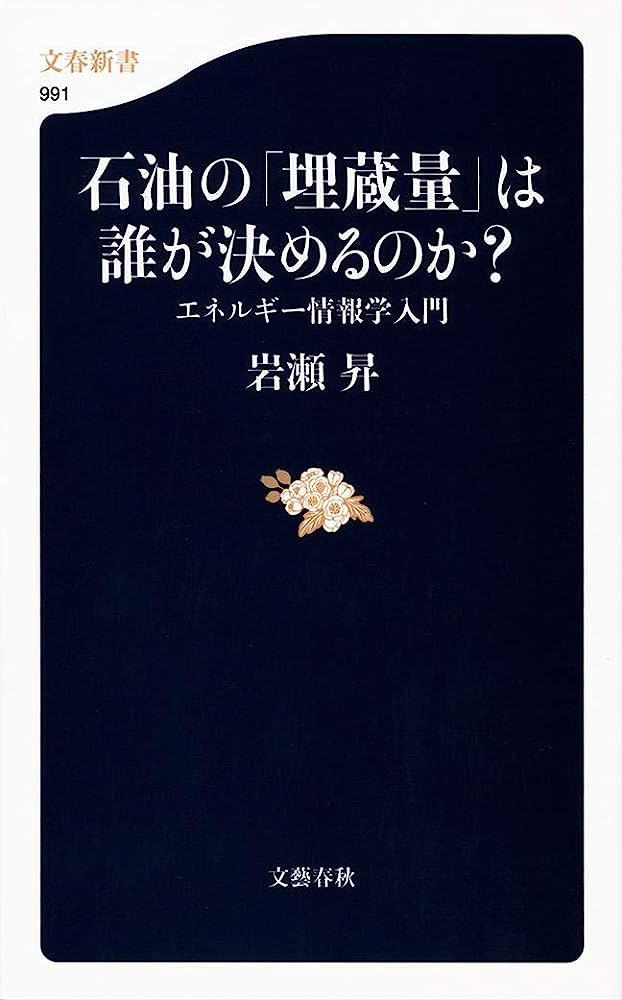 文春新書
991
石油の「埋蔵量」は
誰が決めるのか?
エネルギー情報学入門
岩瀬 昇
文藝春秋